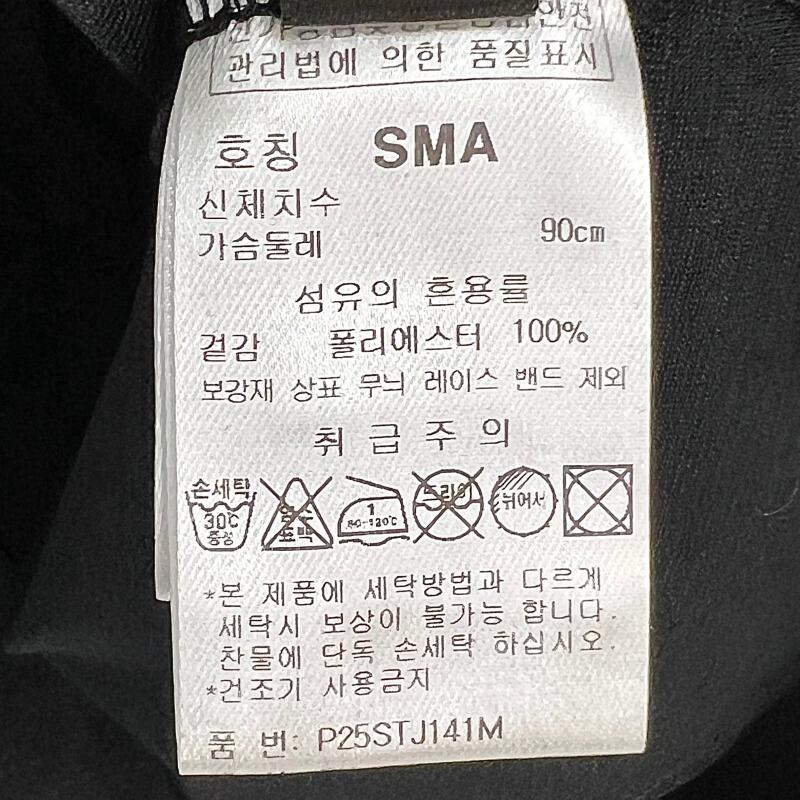 관리법에 의한 품질표시
호칭 SMA
신체치수
가슴둘레 90cm
섬유의 혼용률
겉감 폴리에스터 100%
보강재 상표 무늬 레이스 밴드 제외
취급주의
손세탁 30℃ 중성
염소 표백
1 80-120℃
드라이
뉘어서
*본 제품에 세탁방법과 다르게
세탁시 보상이 불가능 합니다.
찬물에 단독 손세탁 하십시오.
*건조기 사용금지
품 번: P25STJ141M